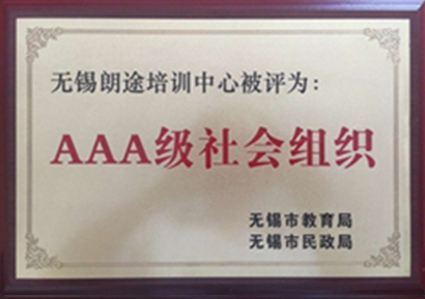 无锡朗途培训中心被评为：
AAA级社会组织
无锡市教育局
无锡市民政局